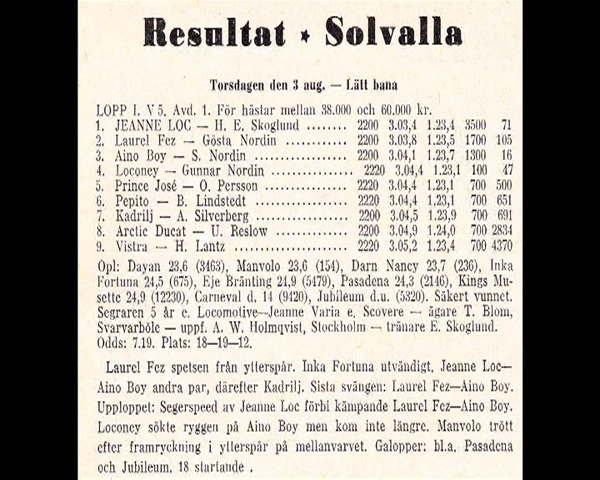 Resultat ★ Solvalla
Torsdagen den 3 aug. — Lätt bana
LOPP I. V 5. Avd. 1. För hästar mellan 38.000 och 60.000 kr.
1. JEANNE LOC — H. E. Skoglund ........ 2200 3.03,4 1.23,4 3500 71
2. Laurel Fez — Gösta Nordin ............ 2200 3.03,8 1.23,5 1700 105
3. Aino Boy — S. Nordin .................. 2200 3.04,1 1.23,7 1300 16
4. Loconey — Gunnar Nordin ............ 2220 3.04,4 1.23,1 100 47
5. Prince José — O. Persson .............. 2220 3.04,4 1.23,1 700 500
6. Pepito — B. Lindstedt .................. 2220 3.04,4 1.23,1 700 651
7. Kadrilj — A. Silverberg ................ 2200 3.04,5 1.23,9 700 691
8. Arctic Ducat — U. Reslow .............. 2200 3.04,9 1.24,0 700 2834
9. Vistra — H. Lantz ...................... 2220 3.05,2 1.23,4 700 4370
Opl: Dayan 23,6 (3463), Manvolo 23,6 (154), Darn Nancy 23,7 (236), Inka
Fortuna 24,5 (675), Eje Bränting 24,9 (5479), Pasadena 24,3 (2146), Kings Mu-
sette 24,9 (12230), Carneval d. 14 (9420), Jubileum d.u. (5320). Säkert vunnet.
Segraren 5 år e. Locomotive—Jeanne Varia e. Scovere — ägare T. Blom,
Svarvarböle — uppf. A. W. Holmqvist, Stockholm — tränare E. Skoglund.
Odds: 7.19. Plats: 18—19—12.
Laurel Fez spetsen från ytterspår. Inka Fortuna utvändigt, Jeanne Loc—
Aino Boy andra par, därefter Kadrilj. Sista svängen: Laurel Fez—Aino Boy.
Upploppet: Segerspeed av Jeanne Loc förbi kämpande Laurel Fez—Aino Boy.
Loconey sökte ryggen på Aino Boy men kom inte längre. Manvolo trött
efter framryckning i ytterspår på mellanvarvet. Galopper: bl.a. Pasadena
och Jubileum. 18 startande .